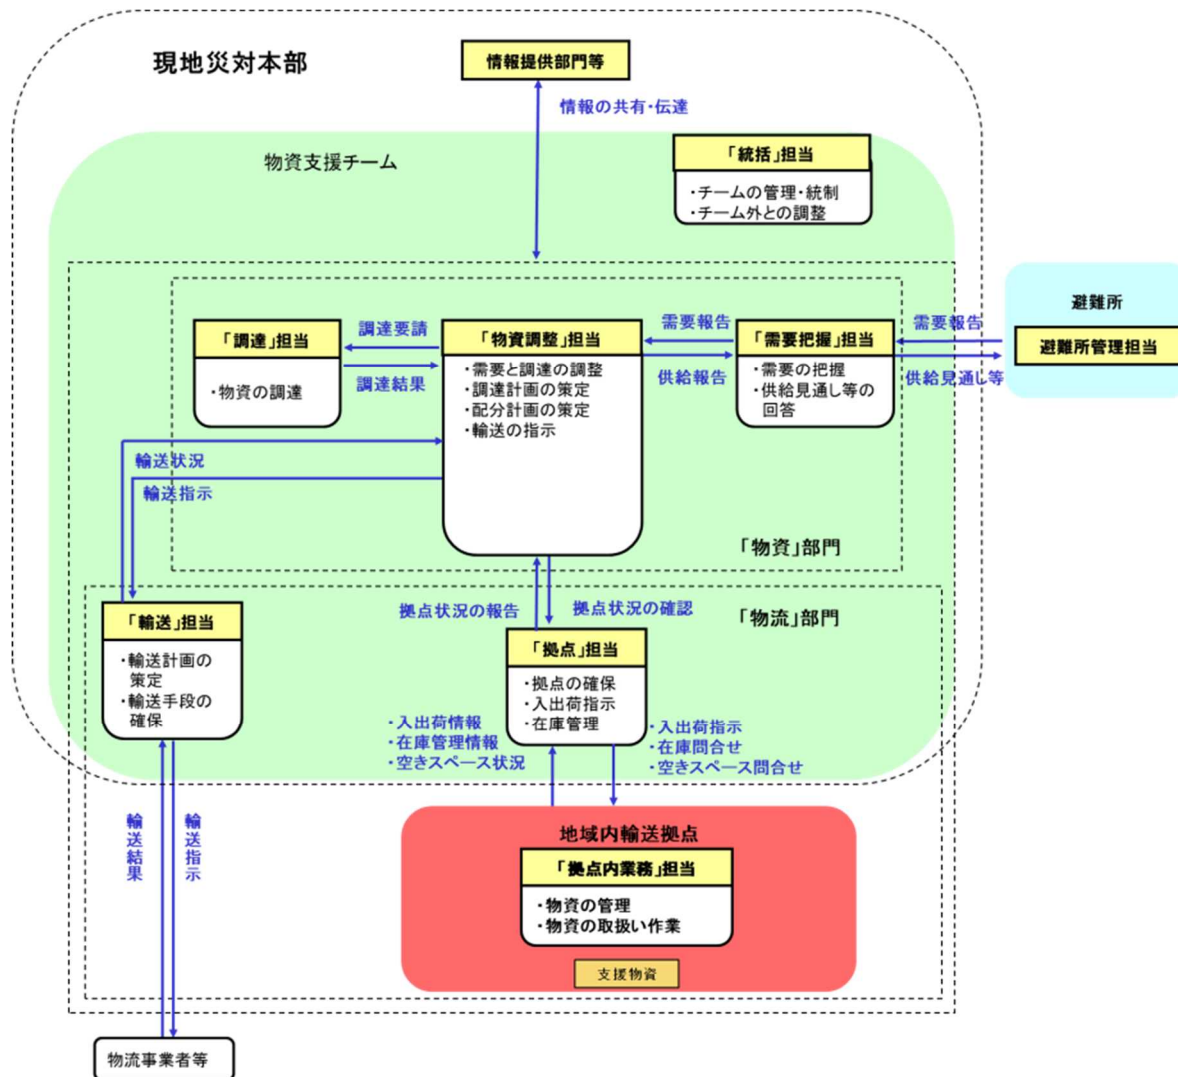 現地災対本部
情報提供部門等
情報の共有・伝達
物資支援チーム
「統括」担当
・チームの管理・統制
・チーム外との調整
避難所
避難所管理担当
需要報告
供給見通し等
「調達」担当
・物資の調達
調達要請
調達結果
「物資調整」担当
・需要と調達の調整
・調達計画の策定
・配分計画の策定
・輸送の指示
需要報告
供給報告
「需要把握」担当
・需要の把握
・供給見通し等の
回答
輸送状況
輸送指示
「物資」部門
拠点状況の報告
拠点状況の確認
「物流」部門
「輸送」担当
・輸送計画の
策定
・輸送手段の
確保
「拠点」担当
・拠点の確保
・入出荷指示
・在庫管理
・入出荷情報
・在庫管理情報
・空きスペース状況
・入出荷指示
・在庫問合せ
・空きスペース問合せ
輸送結果
輸送指示
地域内輸送拠点
「拠点内業務」担当
・物資の管理
・物資の取扱い作業
支援物資
物流事業者等